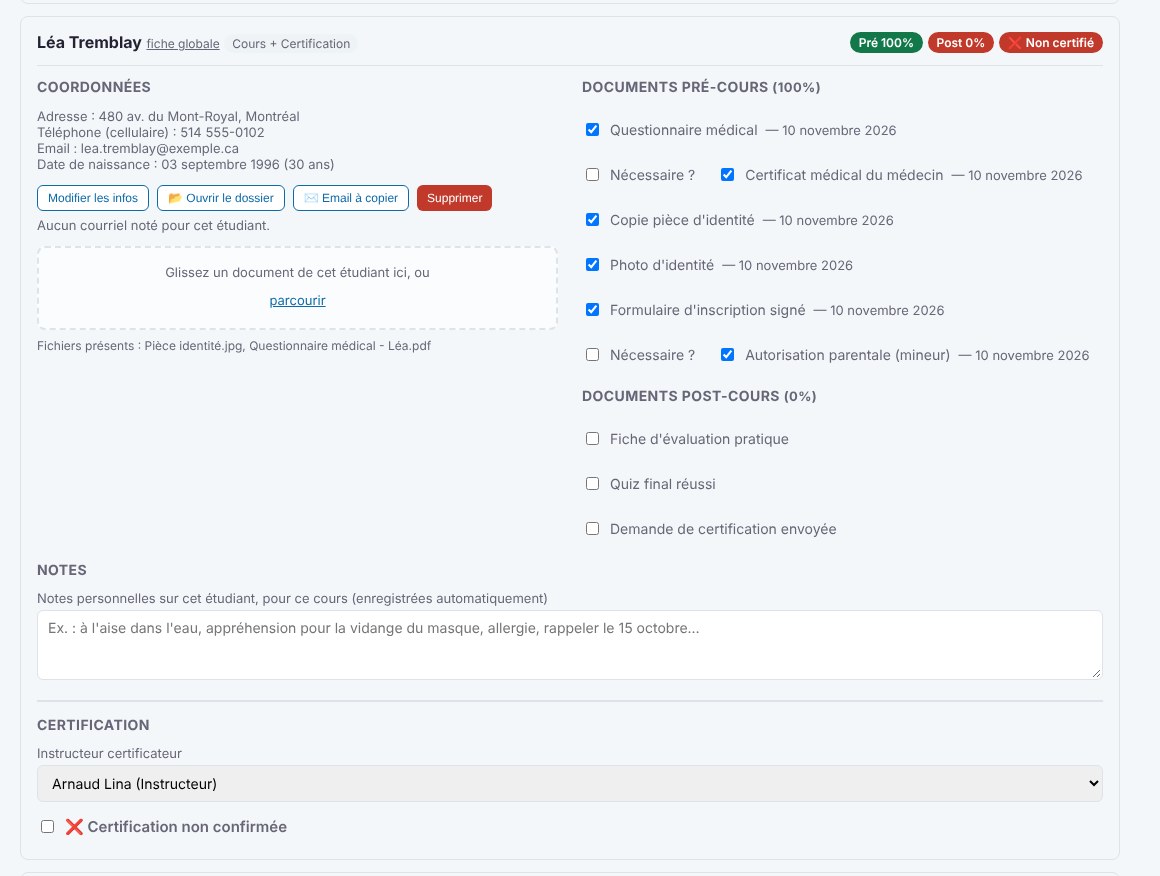 Léa Tremblay fiche globale Cours + Certification Pré 100% Post 0% ❌ Non certifié
COORDONNÉES
Adresse : 480 av. du Mont-Royal, Montréal
Téléphone (cellulaire) : 514 555-0102
Email : lea.tremblay@exemple.ca
Date de naissance : 03 septembre 1996 (30 ans)
Modifier les infos 📂 Ouvrir le dossier ✉️ Email à copier Supprimer
Aucun courriel noté pour cet étudiant.
Glissez un document de cet étudiant ici, ou
parcourir
Fichiers présents : Pièce identité.jpg, Questionnaire médical - Léa.pdf
DOCUMENTS PRÉ-COURS (100%)
Questionnaire médical — 10 novembre 2026
Nécessaire ? Certificat médical du médecin — 10 novembre 2026
Copie pièce d'identité — 10 novembre 2026
Photo d'identité — 10 novembre 2026
Formulaire d'inscription signé — 10 novembre 2026
Nécessaire ? Autorisation parentale (mineur) — 10 novembre 2026
DOCUMENTS POST-COURS (0%)
Fiche d'évaluation pratique
Quiz final réussi
Demande de certification envoyée
NOTES
Notes personnelles sur cet étudiant, pour ce cours (enregistrées automatiquement)
Ex. : à l'aise dans l'eau, appréhension pour la vidange du masque, allergie, rappeler le 15 octobre...
CERTIFICATION
Instructeur certificateur
Arnaud Lina (Instructeur)
❌ Certification non confirmée